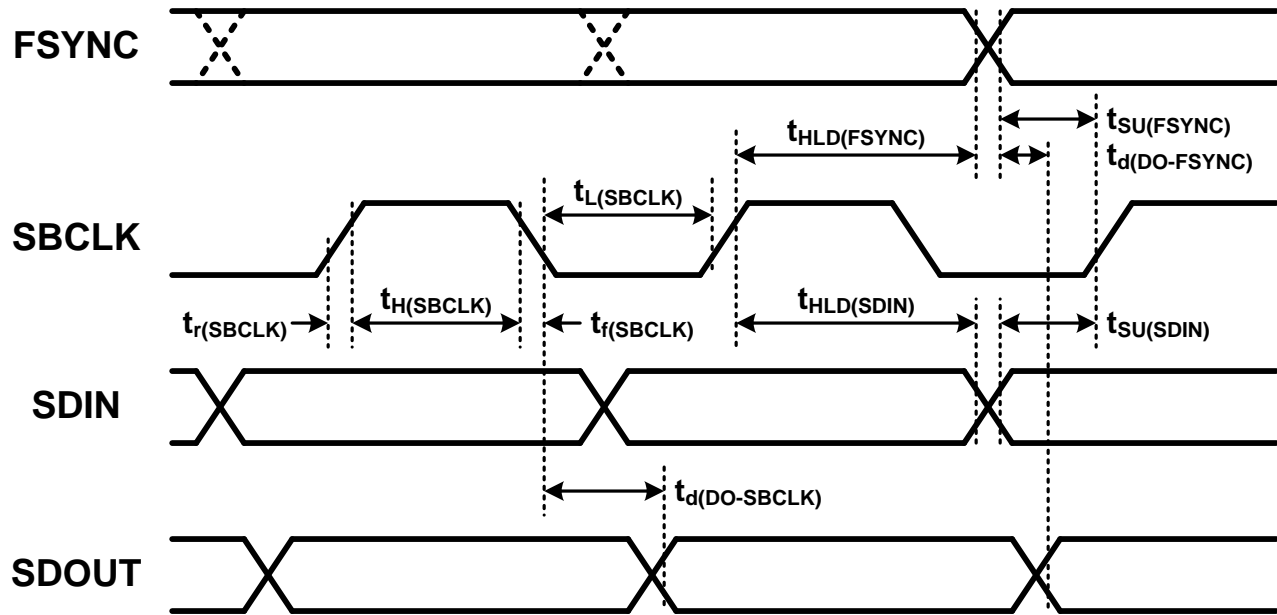 FSYNC
tSU(FSYNC)
tHLD(FSYNC)
td(DO-FSYNC)
tL(SBCLK)
SBCLK
tH(SBCLK)
tHLD(SDIN)
tr(SBCLK)
tf(SBCLK)
tSU(SDIN)
SDIN
td(DO-SBCLK)
SDOUT